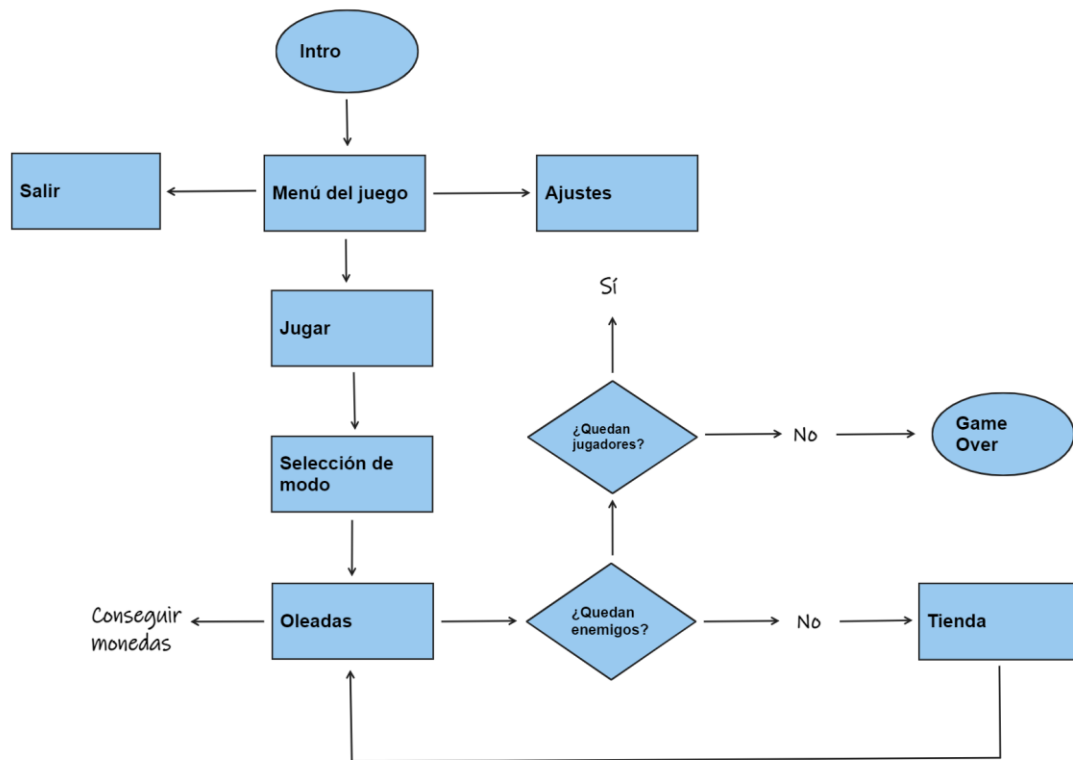 Intro
Salir
Menú del juego
Ajustes
Sí
Jugar
¿Quedan
jugadores?
No
Game
Over
Selección de
modo
Conseguir
monedas
Oleadas
¿Quedan
enemigos?
No
Tienda